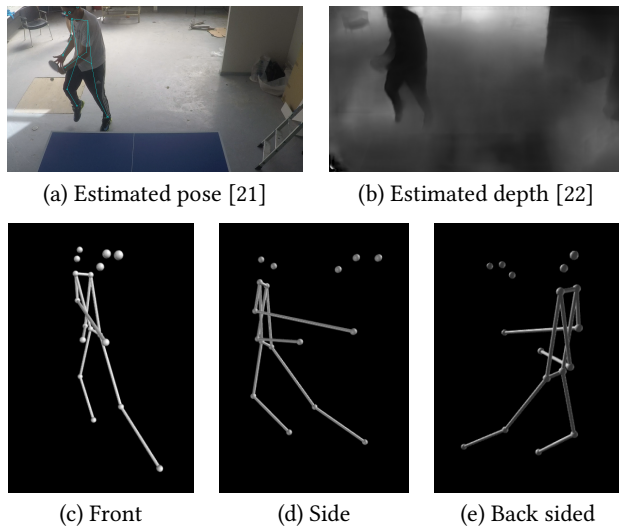 (a) Estimated pose [21]
(b) Estimated depth [22]
(c) Front
(d) Side
(e) Back sided